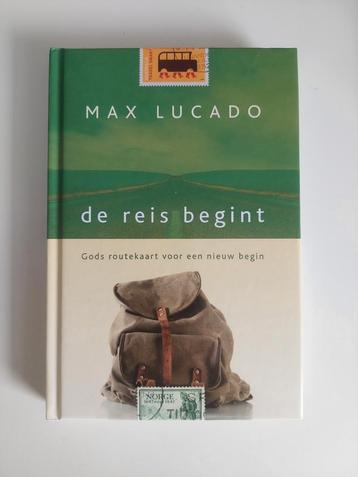 MAX LUCADO
de reis begint
Gods routekaart voor een nieuw begin
NORGE